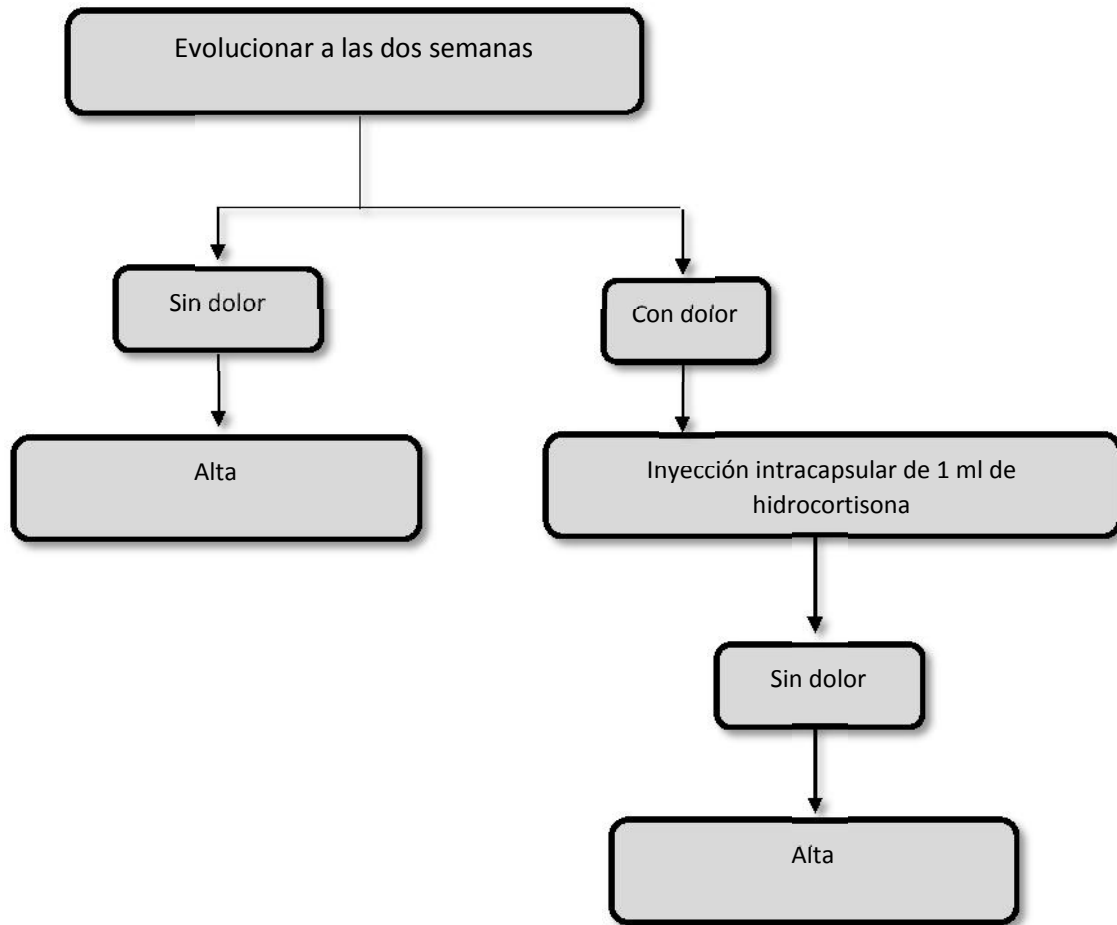 Evolucionar a las dos semanas
Sin dolor
Con dolor
Alta
Inyección intracapsular de 1 ml de
hidrocortisona
Sin dolor
Alta